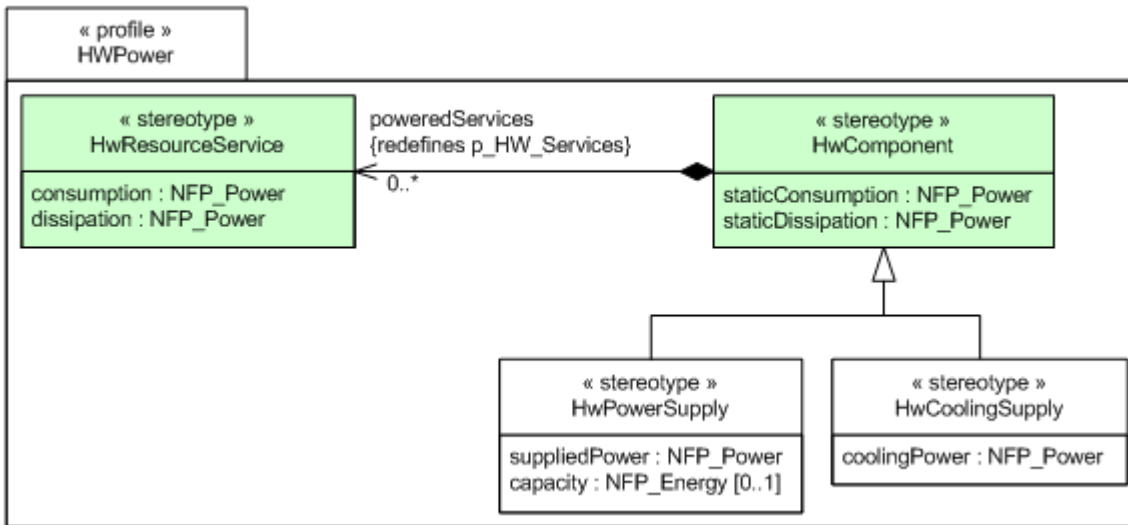 « profile »
HWPower
« stereotype »
HwResourceService
consumption : NFP_Power
dissipation : NFP_Power
poweredServices
{redefines p_HW_Services}
0..*
« stereotype »
HwComponent
staticConsumption : NFP_Power
staticDissipation : NFP_Power
« stereotype »
HwPowerSupply
suppliedPower : NFP_Power
capacity : NFP_Energy [0..1]
« stereotype »
HwCoolingSupply
coolingPower : NFP_Power